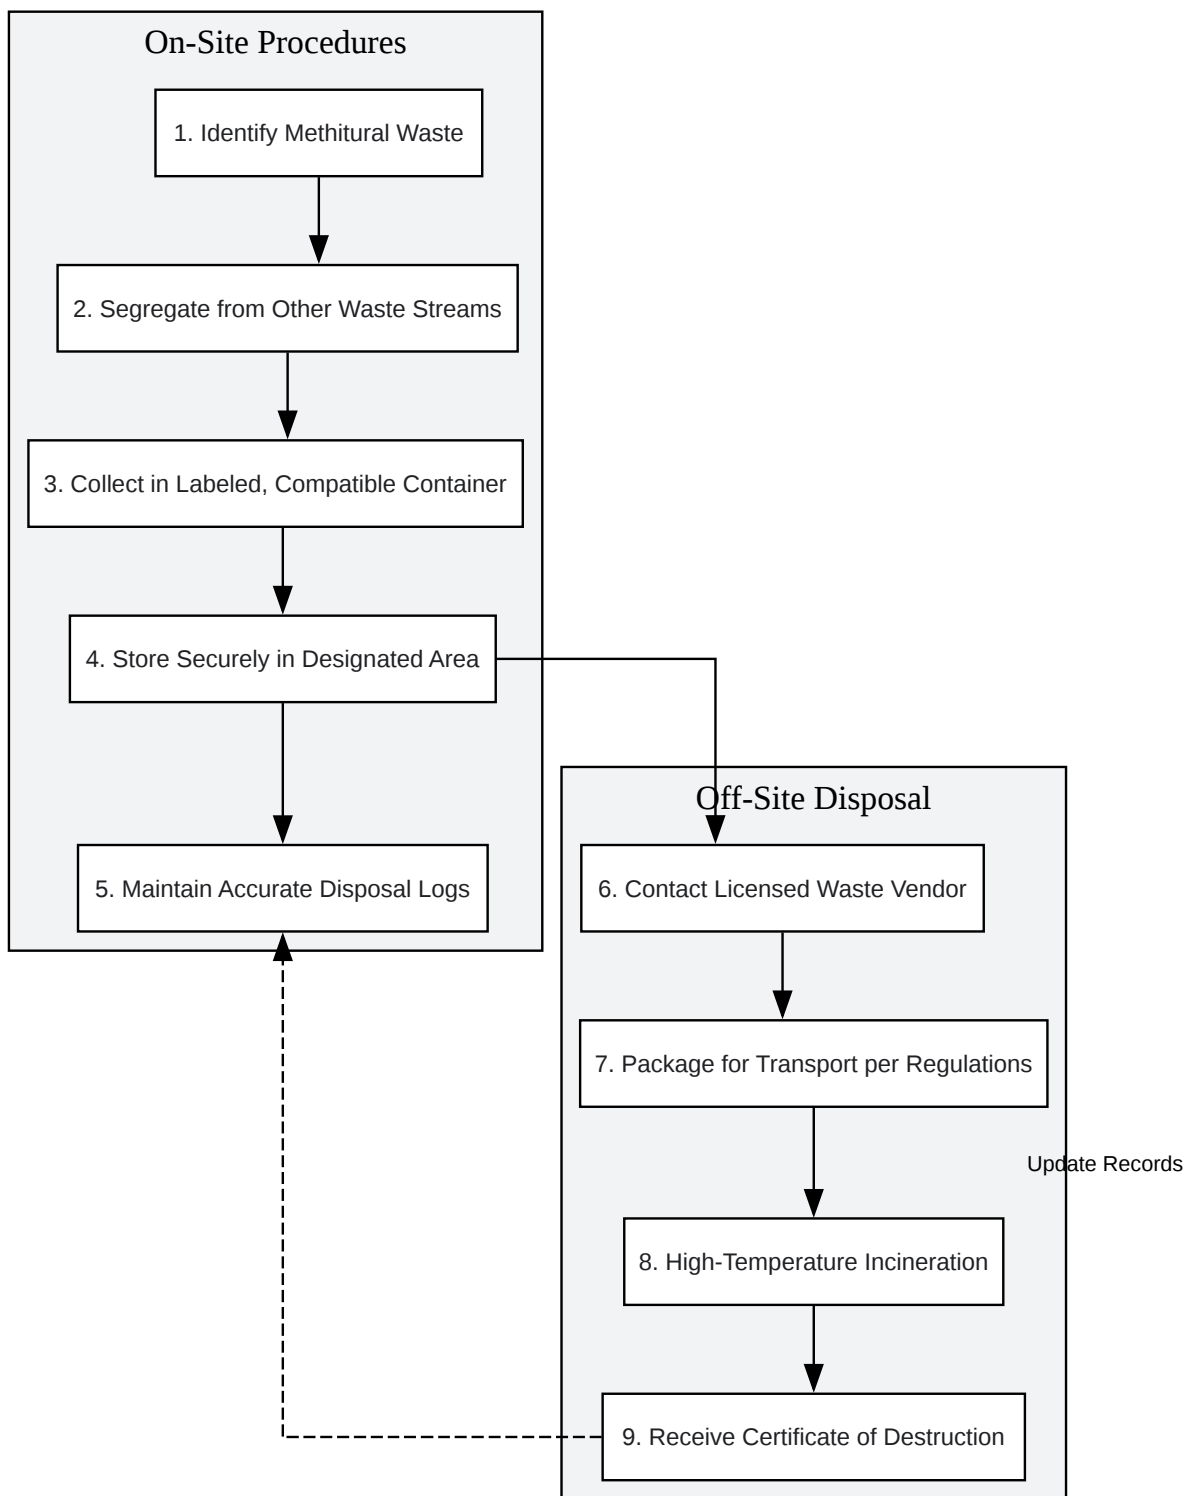 On-Site Procedures
1. Identify Methitural Waste
2. Segregate from Other Waste Streams
3. Collect in Labeled, Compatible Container
4. Store Securely in Designated Area
5. Maintain Accurate Disposal Logs
Off-Site Disposal
6. Contact Licensed Waste Vendor
7. Package for Transport per Regulations
Update Records
8. High-Temperature Incineration
9. Receive Certificate of Destruction